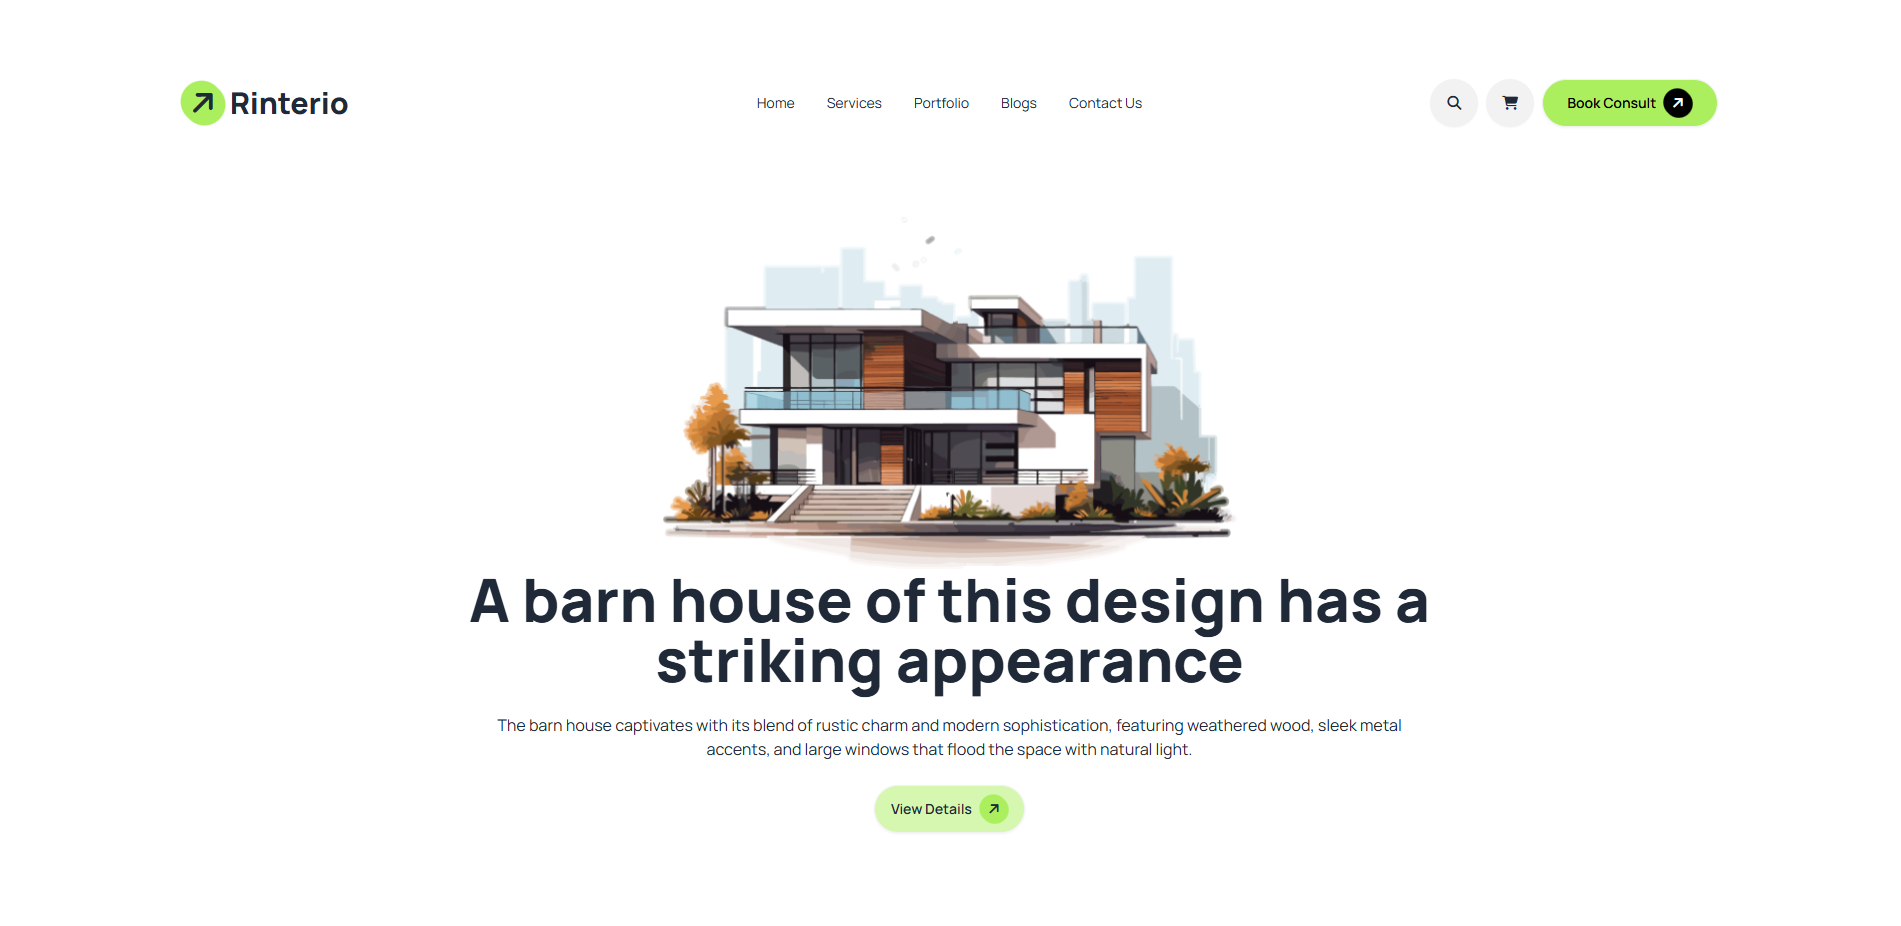 Rinterio
Home Services Portfolio Blogs Contact Us
Book Consult
A barn house of this design has a
striking appearance
The barn house captivates with its blend of rustic charm and modern sophistication, featuring weathered wood, sleek metal
accents, and large windows that flood the space with natural light.
View Details